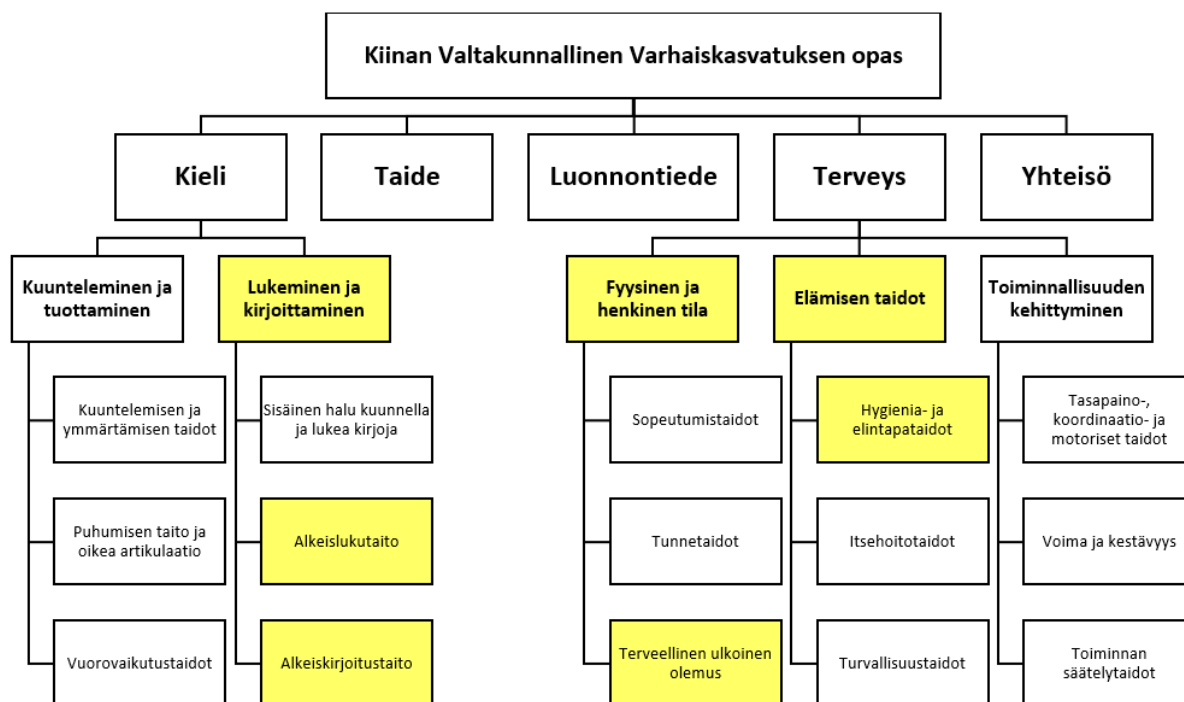 Kiinan Valtakunnallinen Varhaiskasvatuksen opas
Kieli
Taide
Luonnontiede
Terveys
Yhteisö
Kuunteleminen ja
tuottaminen
Lukeminen ja
kirjoittaminen
Fyysinen ja
henkinen tila
Elämisen taidot
Toiminnallisuuden
kehittyminen
Kuuntelemisen ja
ymmärtämisen taidot
Sisäinen halu kuunnella
ja lukea kirjoja
Sopeutumistaidot
Hygienia- ja
elintapataidot
Tasapaino-,
koordinaatio- ja
motoriset taidot
Puhumisen taito ja
oikea artikulaatio
Alkeislukutaito
Tunnetaidot
Itsehoitotaidot
Voima ja kestävyys
Vuorovaikutustaidot
Alkeiskirjoitustaito
Terveellinen ulkoinen
olemus
Turvallisuustaidot
Toiminnan
säätelytaidot